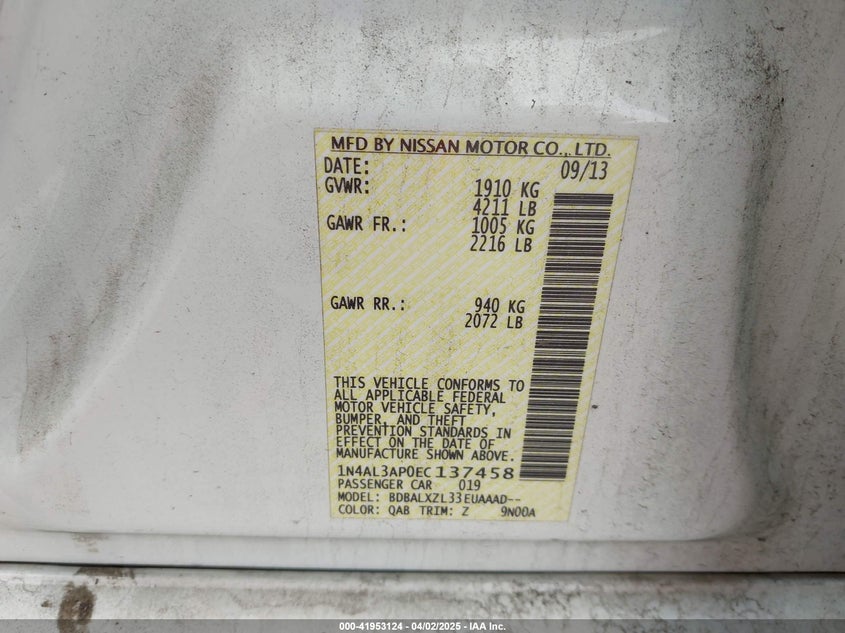 MFD BY NISSAN MOTOR CO., LTD.
DATE: 09/13
GVWR: 1910 KG
4211 LB
GAWR FR.: 1005 KG
2216 LB
GAWR RR.: 940 KG
2072 LB
THIS VEHICLE CONFORMS TO
ALL APPLICABLE FEDERAL
MOTOR VEHICLE SAFETY,
BUMPER, AND THEFT
PREVENTION STANDARDS IN
EFFECT ON THE DATE OF
MANUFACTURE SHOWN ABOVE.
1N4AL3AP0EC137458
PASSENGER CAR 019
MODEL: BDBALXZL33EUAAAD--
COLOR: QAB TRIM: Z 9N00A
000-41953124 - 04/02/2025 - IAA Inc.